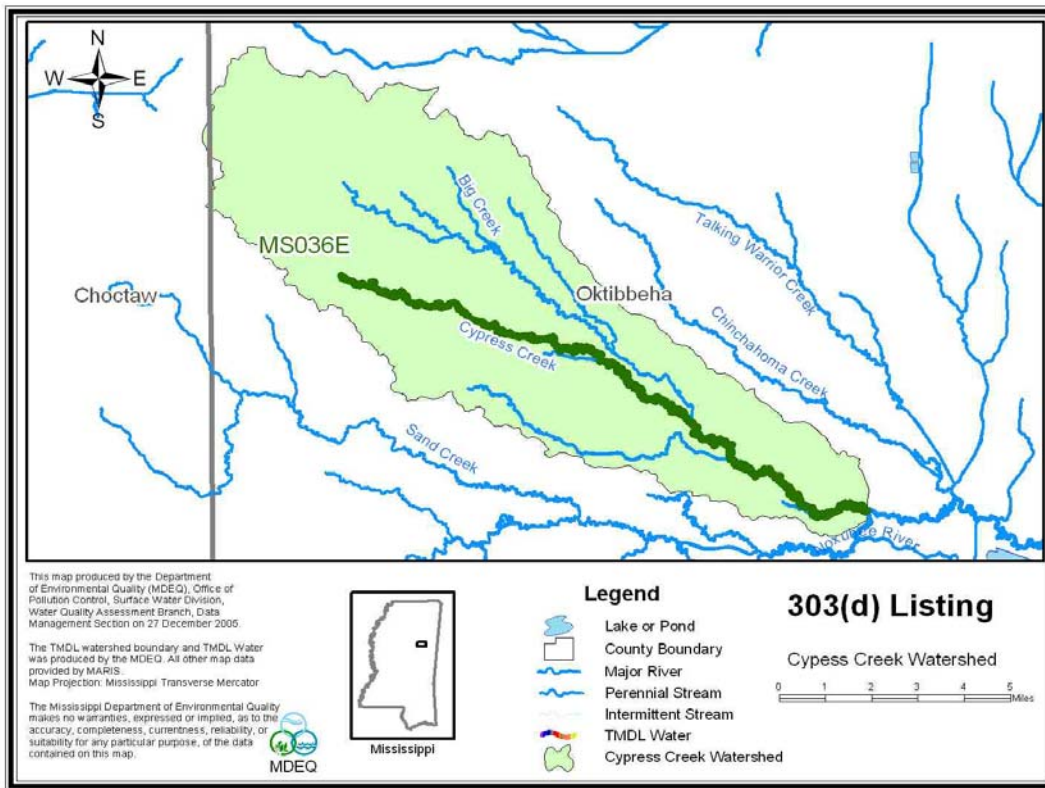 N
W E
S
Big Creek
MS036E
Talking Warrior Creek
Choctaw
Oktibbeha
Chinchahoma Creek
Cypress Creek
Sand Creek
Noxubee River
This map produced by the Department
of Environmental Quality (MDEQ), Office of
Pollution Control, Surface Water Division,
Water Quality Assessment Branch, Data
Management Section on 27 December 2005.
The TMDL watershed boundary and TMDL Water
was produced by the MDEQ. All other map data
provided by MARIS.
Map Projection: Mississippi Transverse Mercator
The Mississippi Department of Environmental Quality
makes no warranties, expressed or implied, as to the
accuracy, completeness, currentness, reliability, or
suitability for any particular purpose, of the data
contained on this map.
MDEQ
Mississippi
Legend
Lake or Pond
County Boundary
Major River
Perennial Stream
Intermittent Stream
TMDL Water
Cypress Creek Watershed
303(d) Listing
Cypess Creek Watershed
0 1 2 3 4 5
Miles